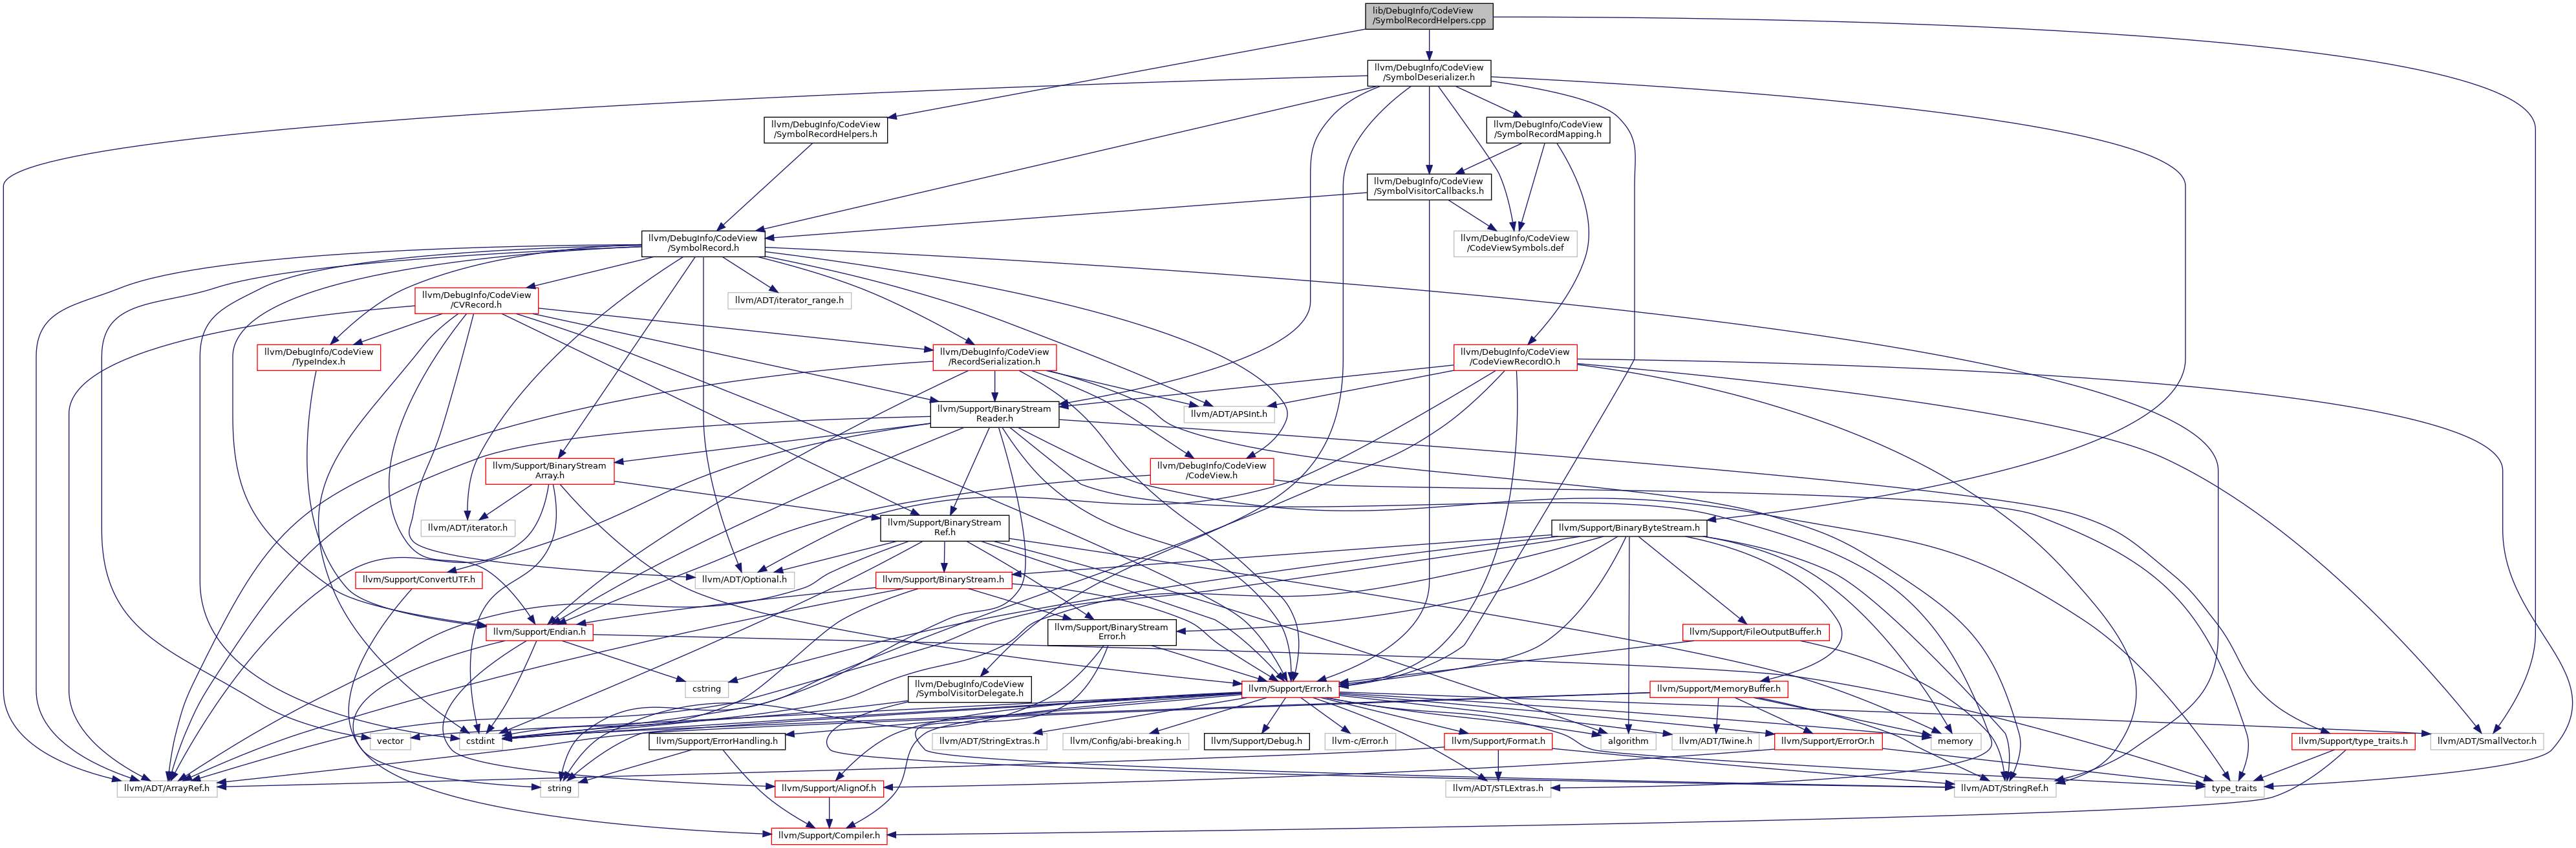 lib/DebugInfo/CodeView
/SymbolRecordHelpers.cpp
llvm/DebugInfo/CodeView
/SymbolDeserializer.h
llvm/DebugInfo/CodeView
/SymbolRecordHelpers.h
llvm/DebugInfo/CodeView
/SymbolRecordMapping.h
llvm/DebugInfo/CodeView
/SymbolVisitorCallbacks.h
llvm/DebugInfo/CodeView
/SymbolRecord.h
llvm/DebugInfo/CodeView
/CodeViewSymbols.def
llvm/DebugInfo/CodeView
/CVRecord.h
llvm/ADT/iterator_range.h
llvm/DebugInfo/CodeView
/TypeIndex.h
llvm/DebugInfo/CodeView
/RecordSerialization.h
llvm/DebugInfo/CodeView
/CodeViewRecordIO.h
llvm/Support/BinaryStream
Reader.h
llvm/ADT/APSInt.h
llvm/Support/BinaryStream
Array.h
llvm/DebugInfo/CodeView
/CodeView.h
llvm/ADT/iterator.h
llvm/Support/BinaryStream
Ref.h
llvm/Support/BinaryByteStream.h
llvm/Support/ConvertUTF.h
llvm/ADT/Optional.h
llvm/Support/BinaryStream.h
llvm/Support/Endian.h
llvm/Support/BinaryStream
Error.h
llvm/Support/FileOutputBuffer.h
cstring
llvm/DebugInfo/CodeView
/SymbolVisitorDelegate.h
llvm/Support/Error.h
llvm/Support/MemoryBuffer.h
vector
cstdint
llvm/Support/ErrorHandling.h
llvm/ADT/StringExtras.h
llvm/Config/abi-breaking.h
llvm/Support/Debug.h
llvm-c/Error.h
llvm/Support/Format.h
algorithm
llvm/ADT/Twine.h
llvm/Support/ErrorOr.h
memory
llvm/Support/type_traits.h
llvm/ADT/SmallVector.h
llvm/ADT/ArrayRef.h
string
llvm/Support/AlignOf.h
llvm/ADT/STLExtras.h
llvm/ADT/StringRef.h
type_traits
llvm/Support/Compiler.h